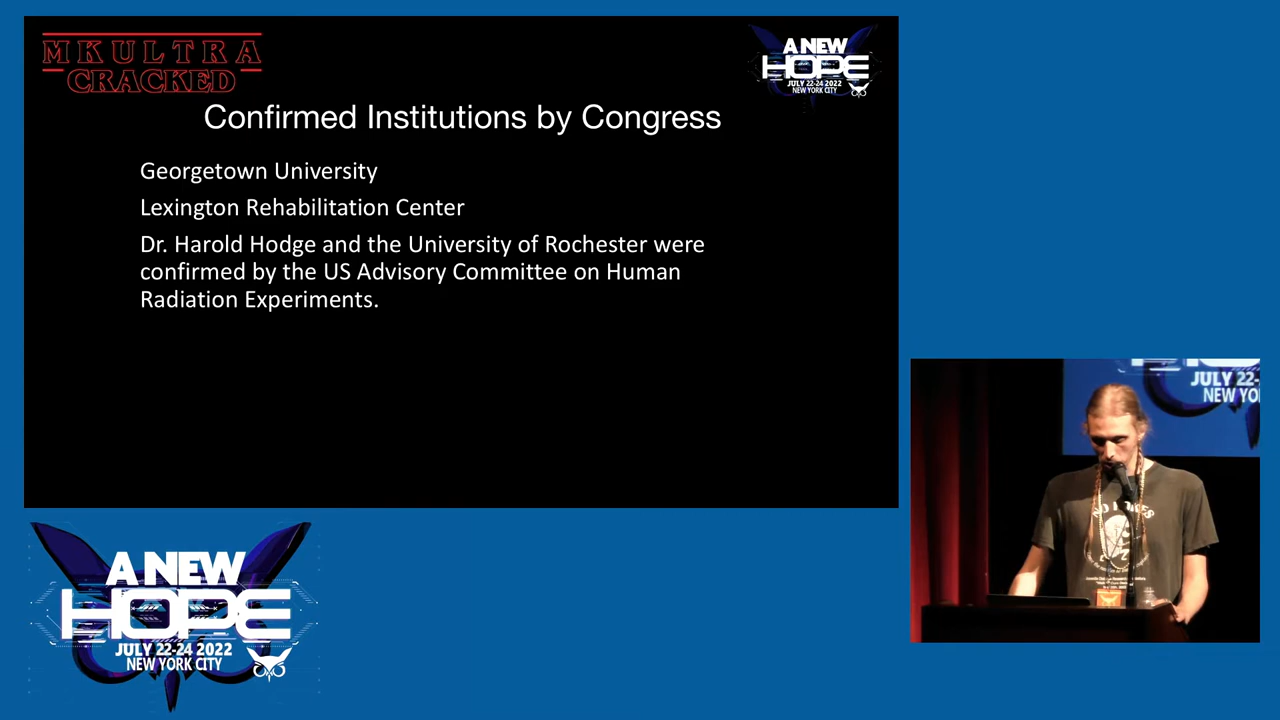 MKULTRA
CRACKED
A NEW
HOPE
JULY 22-24 2022
NEW YORK CITY
Confirmed Institutions by Congress
Georgetown University
Lexington Rehabilitation Center
Dr. Harold Hodge and the University of Rochester were
confirmed by the US Advisory Committee on Human
Radiation Experiments.
JULY 22-
NEW YO
A NEW
HOPE
JULY 22-24 2022
NEW YORK CITY